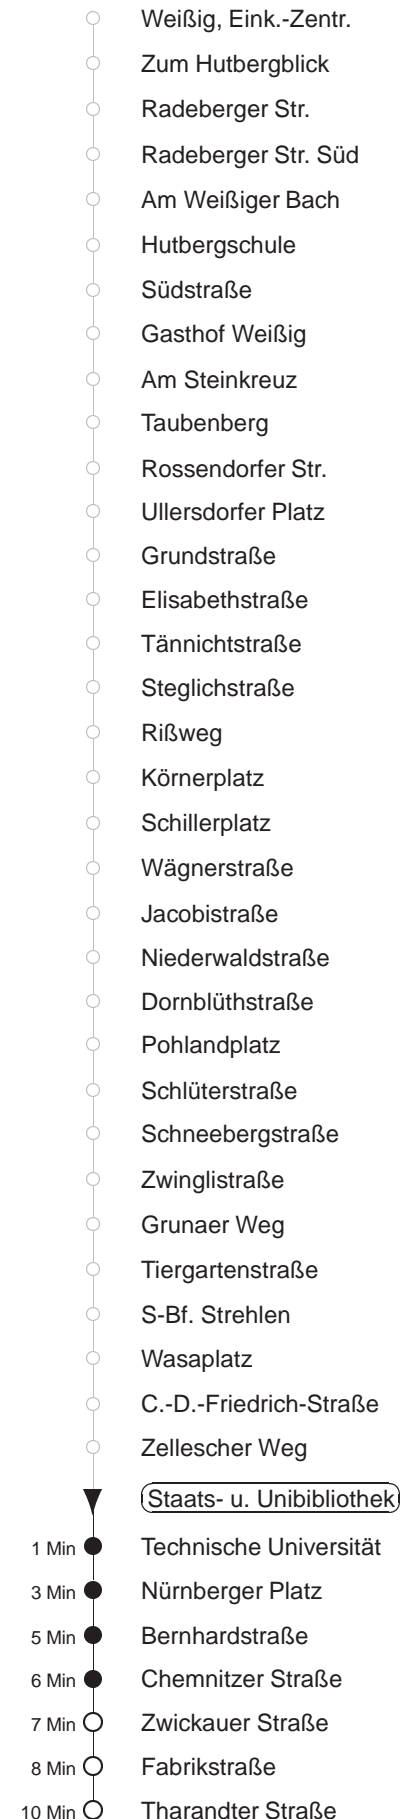 Weißig, Eink.-Zentr.
Zum Hutbergblick
Radeberger Str.
Radeberger Str. Süd
Am Weißiger Bach
Hutbergschule
Südstraße
Gasthof Weißig
Am Steinkreuz
Taubenberg
Rossendorfer Str.
Ullersdorfer Platz
Grundstraße
Elisabethstraße
Tännichtstraße
Steglichstraße
Rißweg
Körnerplatz
Schillerplatz
Wägnerstraße
Jacobistraße
Niederwaldstraße
Dornblüthstraße
Pohlandplatz
Schlüterstraße
Schneebergstraße
Zwinglistraße
Grunaer Weg
Tiergartenstraße
S-Bf. Strehlen
Wasaplatz
C.-D.-Friedrich-Straße
Zellescher Weg
Staats- u. Unibibliothek
1 Min Technische Universität
3 Min Nürnberger Platz
5 Min Bernhardstraße
6 Min Chemnitzer Straße
7 Min Zwickauer Straße
8 Min Fabrikstraße
10 Min Tharandter Straße